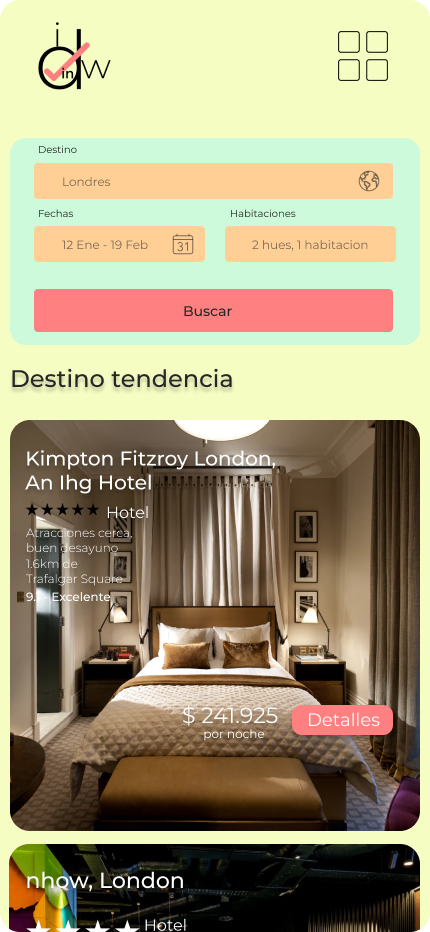 id in w
Destino
Londres
Fechas
Habitaciones
12 Ene - 19 Feb
31
2 hues, 1 habitacion
Buscar
Destino tendencia
Kimpton Fitzroy London,
An Ihg Hotel
Hotel
Atracciones cerca,
buen desayuno
1.6km de
Trafalgar Square
Excelente
$ 241.925
por noche
Detalles
nhow, London
Hotel